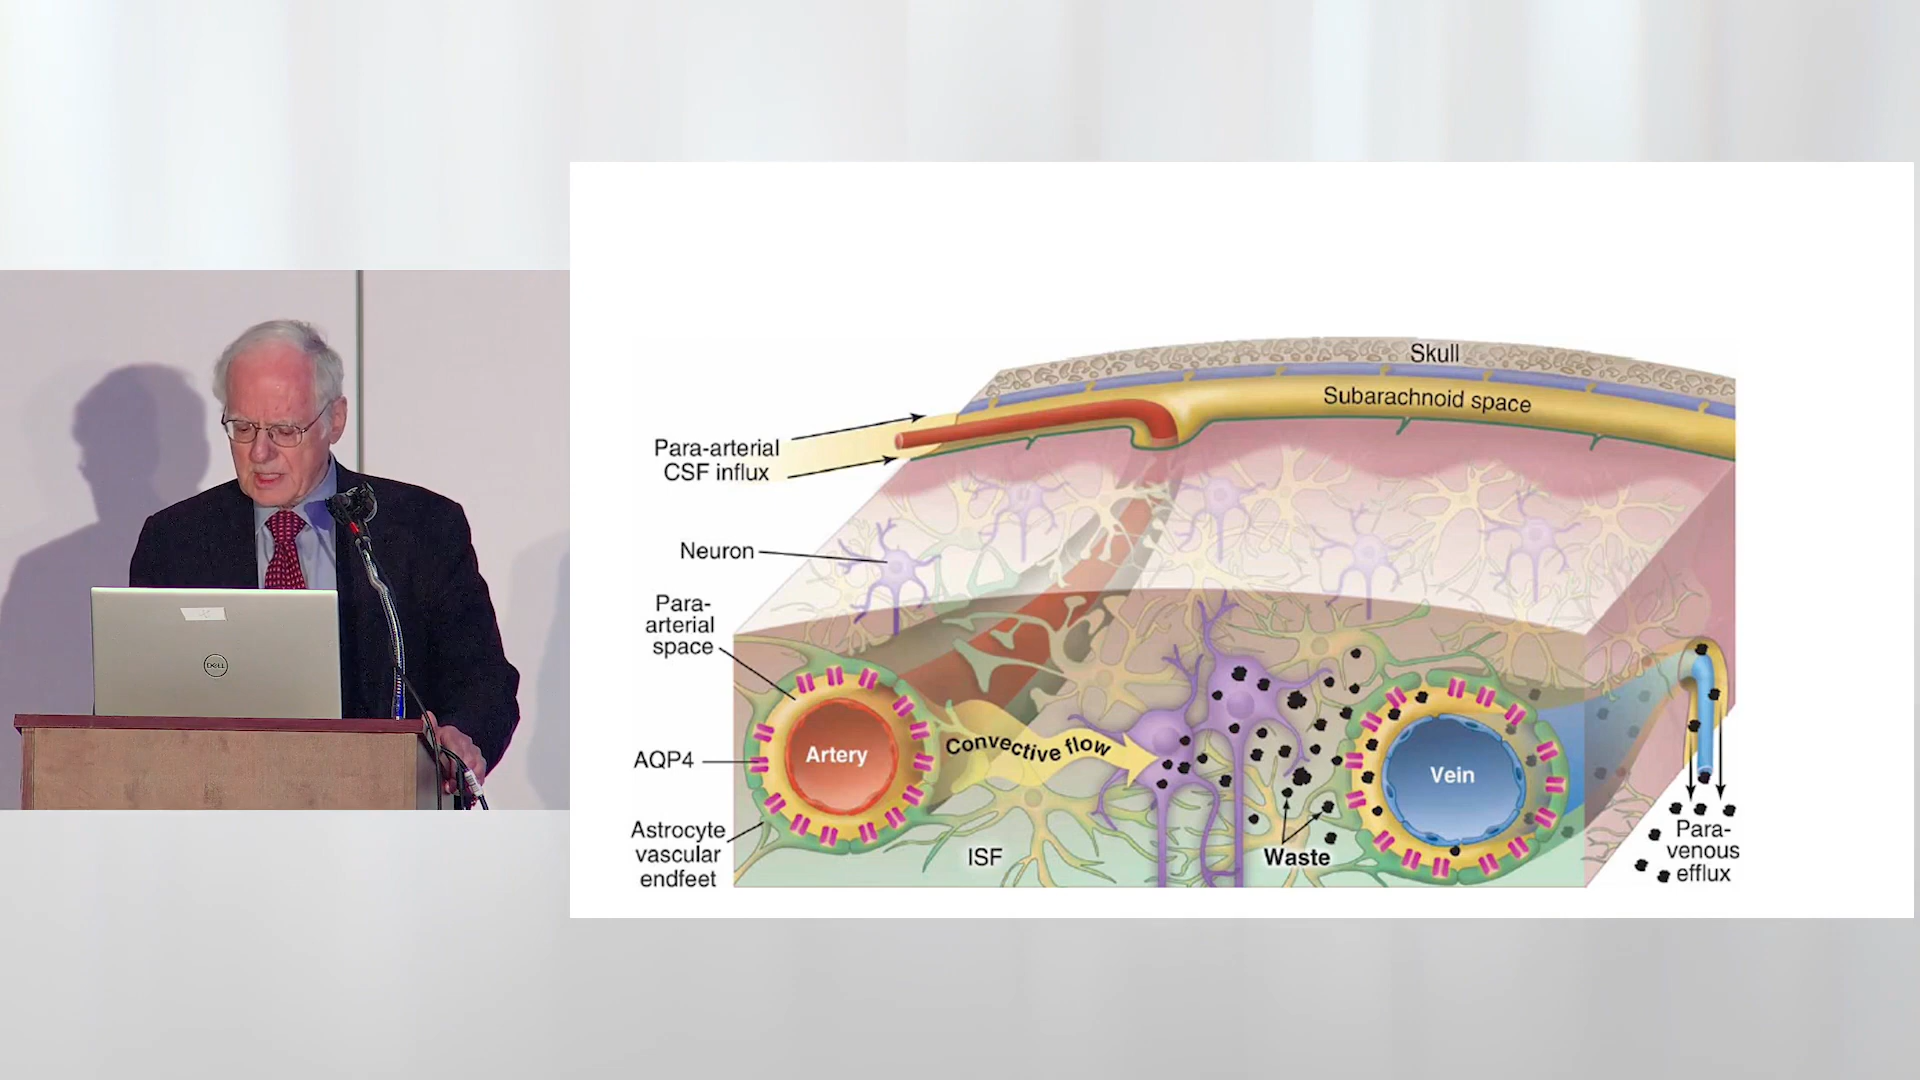 Skull
Subarachnoid space
Para-arterial
CSF influx
Neuron
Para-
arterial
space
Artery
Convective flow
Vein
AQP4
Astrocyte
vascular
endfeet
ISF
Waste
Para-
venous
efflux
DELL